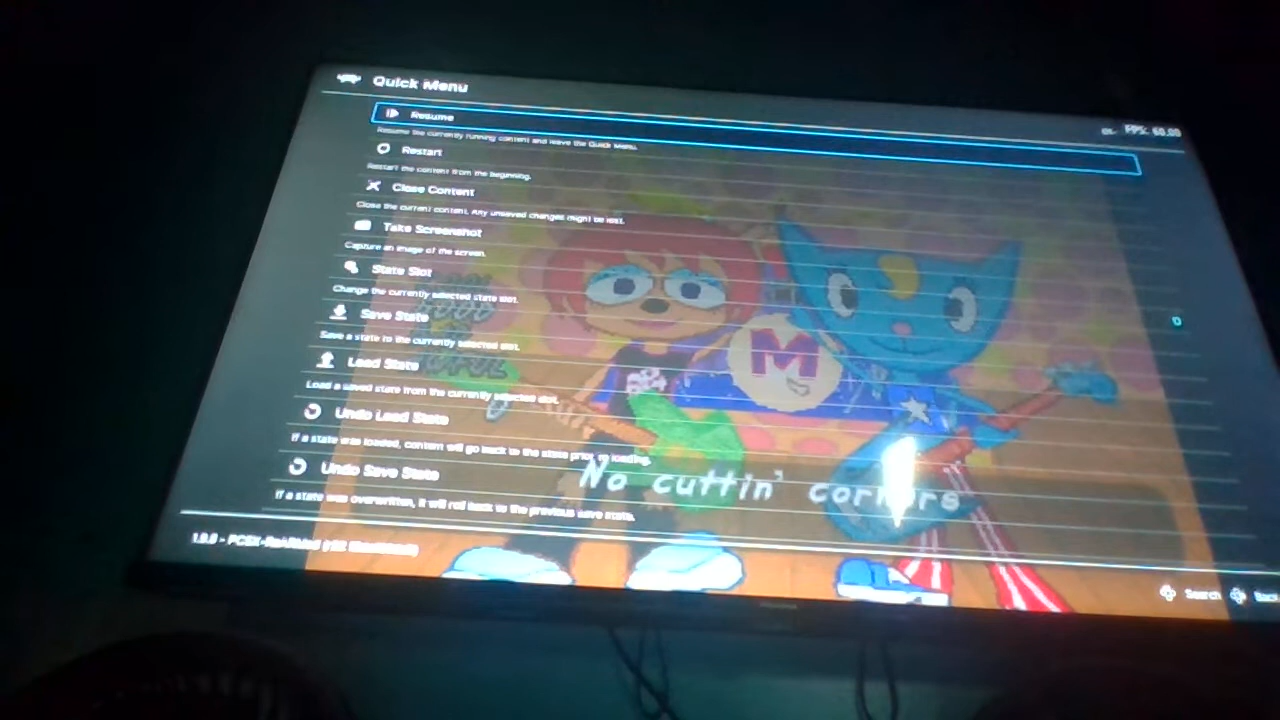 Quick Menu
FPS: 60.00
Resume
Resume the currently running content and leave the Quick Menu.
Restart
Restart the content from the beginning.
Close Content
Close the current content. Any unsaved changes might be lost.
Take Screenshot
Capture an image of the screen.
State Slot
Change the currently selected state slot.
Save State
Save a state to the currently selected slot.
Load State
Load a saved state from the currently selected slot.
Undo Load State
If a state was loaded, content will go back to the state prior to loading.
Undo Save State
If a state was overwritten, it will roll back to the previous save state.
M
No cuttin' corners
PCSX-ReARMed
Search
Back